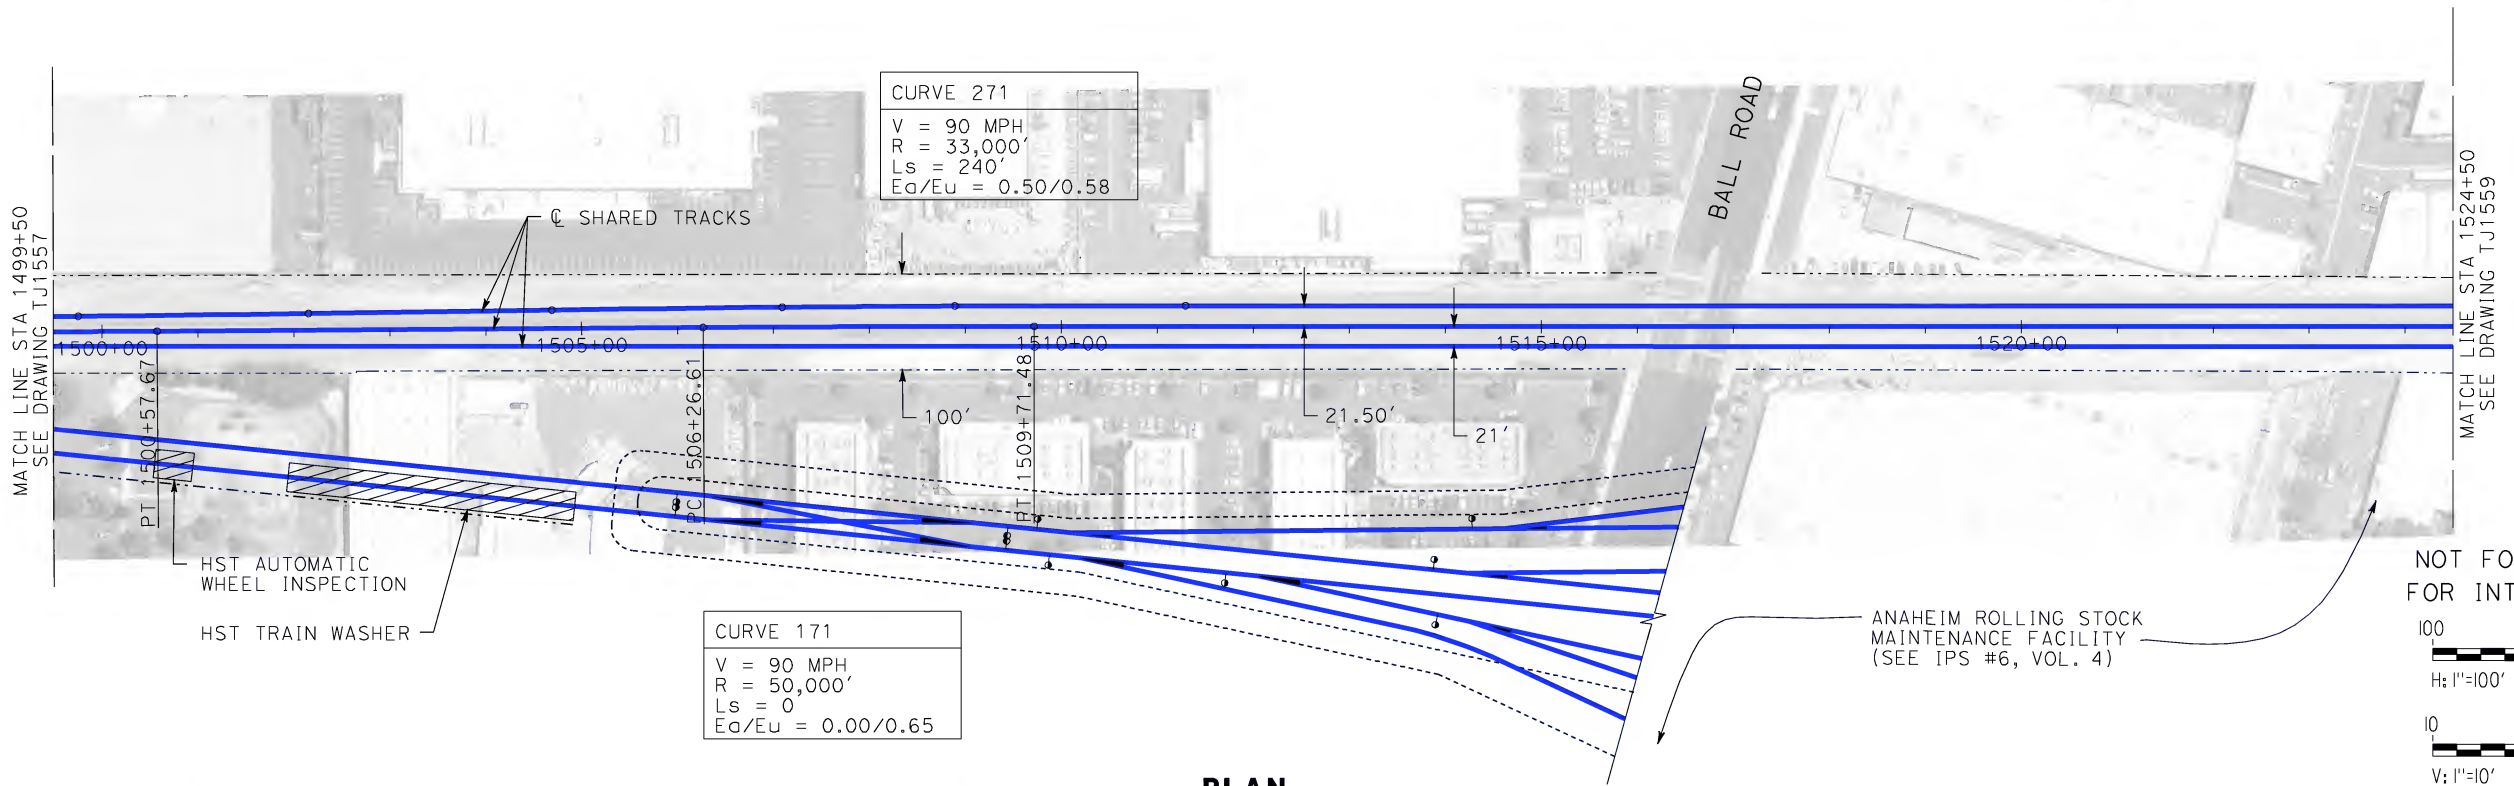 CURVE 271
V = 90 MPH
R = 33,000'
Ls = 240'
Ea/Eu = 0.50/0.58
BALL ROAD
℄ SHARED TRACKS
MATCH LINE STA 1499+50
SEE DRAWING TJ1557
MATCH LINE STA 1524+50
SEE DRAWING TJ1559
1500+00
1505+00
1510+00
1515+00
1520+00
PT 1500+57.67
PC 1506+26.61
PT 1509+71.48
100'
21.50'
21'
HST AUTOMATIC
WHEEL INSPECTION
HST TRAIN WASHER
CURVE 171
V = 90 MPH
R = 50,000'
Ls = 0
Ea/Eu = 0.00/0.65
ANAHEIM ROLLING STOCK
MAINTENANCE FACILITY
(SEE IPS #6, VOL. 4)
NOT FO
FOR INT
100
H: 1"=100'
10
V: 1"=10'
PLAN